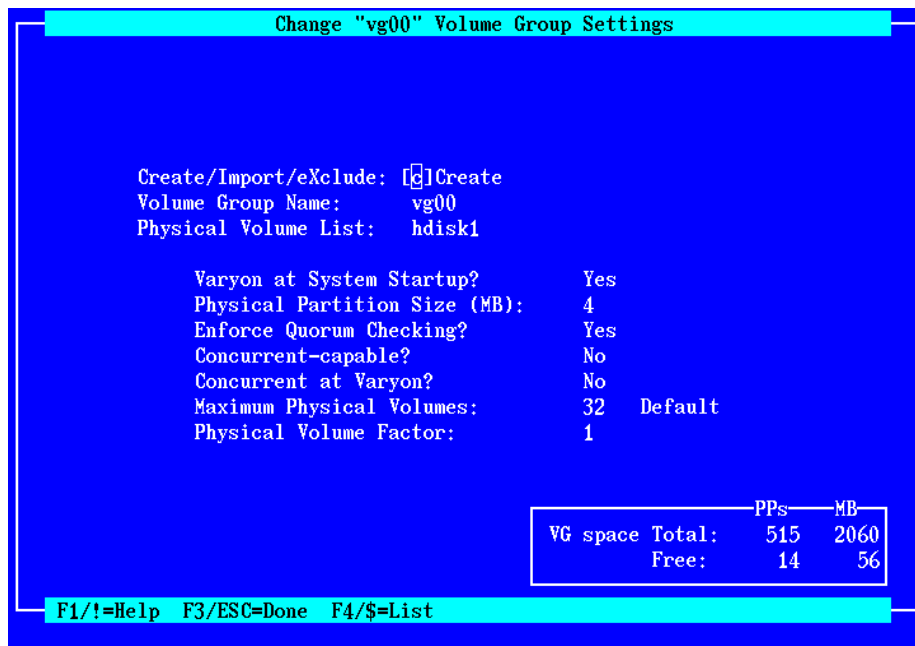 Change "vg00" Volume Group Settings
Create/Import/eXclude: [c]Create
Volume Group Name: vg00
Physical Volume List: hdisk1
Varyon at System Startup? Yes
Physical Partition Size (MB): 4
Enforce Quorum Checking? Yes
Concurrent-capable? No
Concurrent at Varyon? No
Maximum Physical Volumes: 32 Default
Physical Volume Factor: 1
PPs MB
VG space Total: 515 2060
Free: 14 56
F1/!=Help F3/ESC=Done F4/$=List